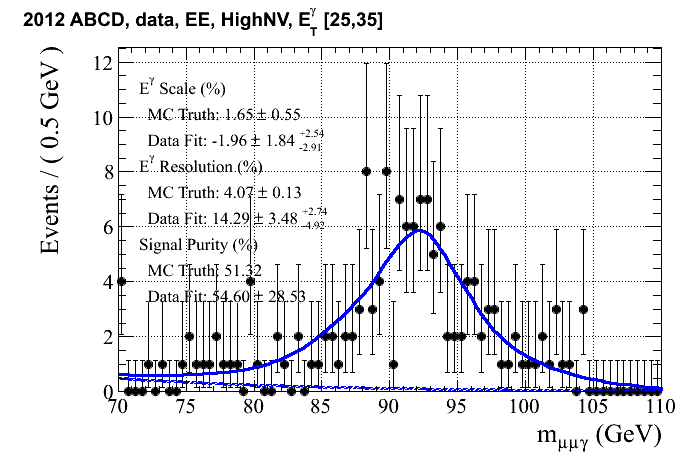 2012 ABCD, data, EE, HighNV, E_T^γ [25,35]
Events / ( 0.5 GeV )
12
10
8
6
4
2
0
E^γ Scale (%)
MC Truth: 1.65 ± 0.55
Data Fit: -1.96 ± 1.84 +2.54 -2.91
E^γ Resolution (%)
MC Truth: 4.07 ± 0.13
Data Fit: 14.29 ± 3.48 +2.74 -4.92
Signal Purity (%)
MC Truth: 51.32
Data Fit: 54.60 ± 28.53
70 75 80 85 90 95 100 105 110
m_μμγ (GeV)